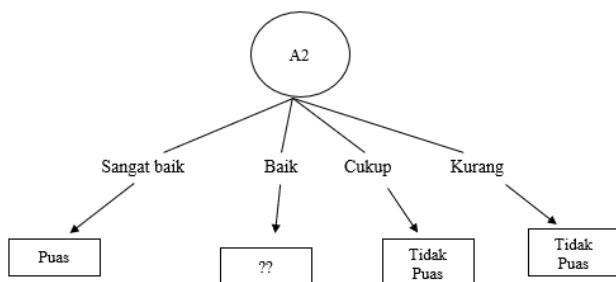 A2
Sangat baik
Baik
Cukup
Kurang
Puas
??
Tidak
Puas
Tidak
Puas